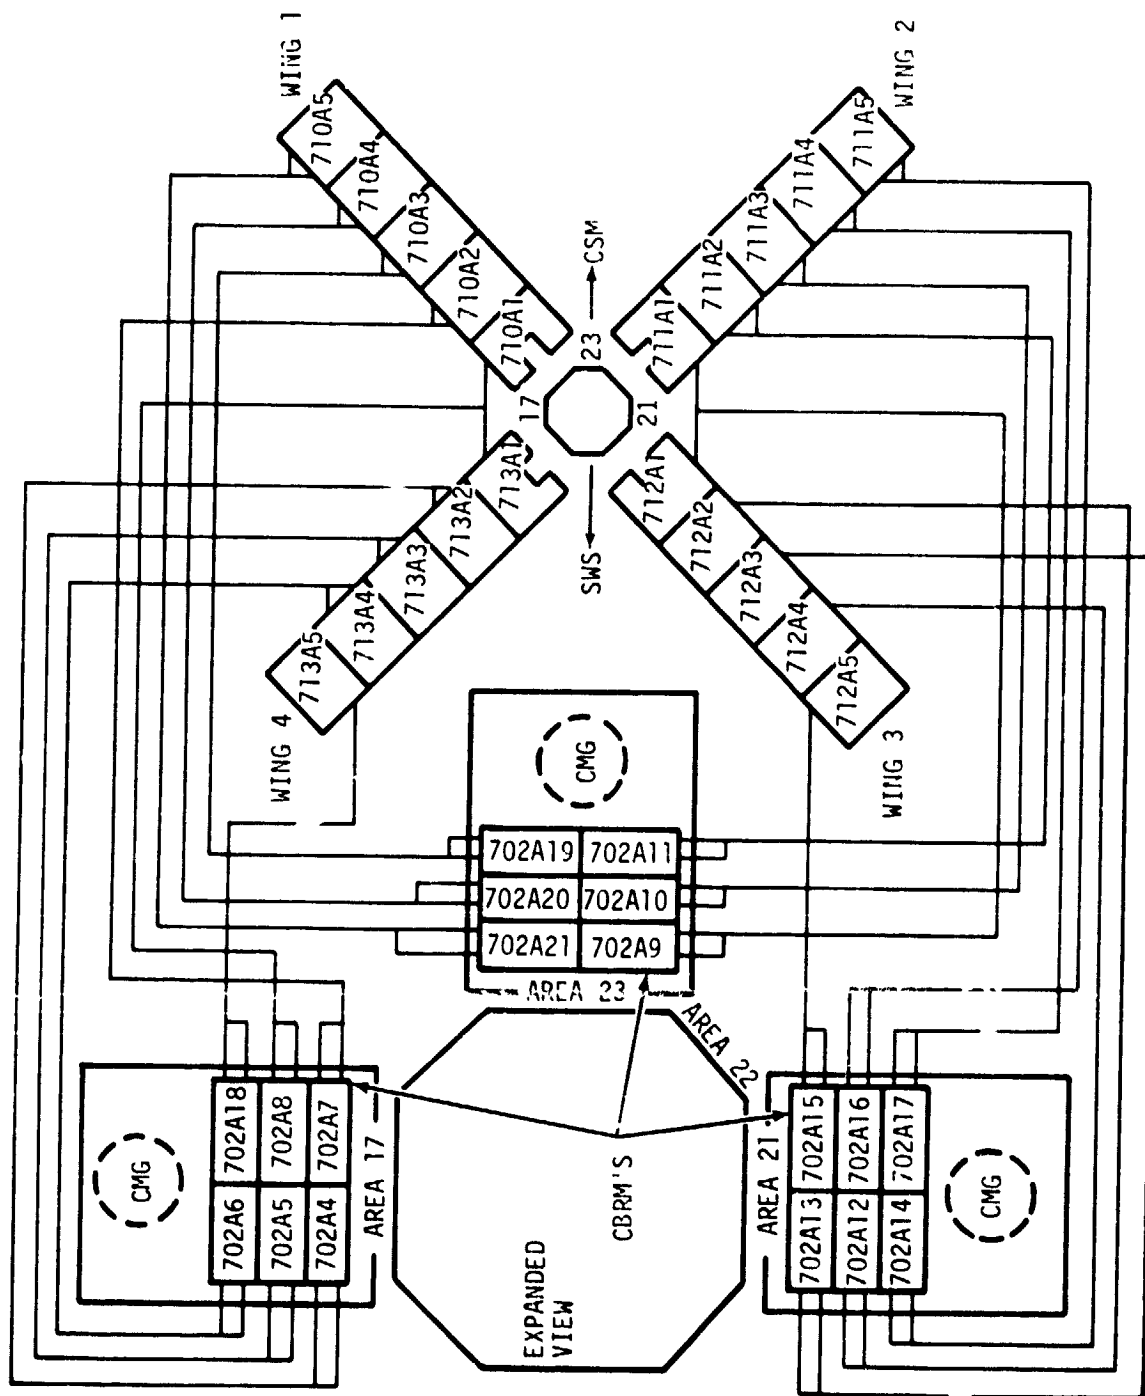 WING 1
710A5
710A4
710A3
710A2
710A1
WING 2
711A5
711A4
711A3
711A2
711A1
CSM
17
23
21
SWS
713A1
713A2
713A3
713A4
713A5
WING 4
712A1
712A2
712A3
712A4
712A5
WING 3
CMG
702A19 702A11
702A20 702A10
702A21 702A9
AREA 23
AREA 22
CMG
702A6 702A18
702A5 702A8
702A4 702A7
AREA 17
CBRM'S
EXPANDED
VIEW
AREA 21
702A13 702A15
702A12 702A16
702A14 702A17
CMG